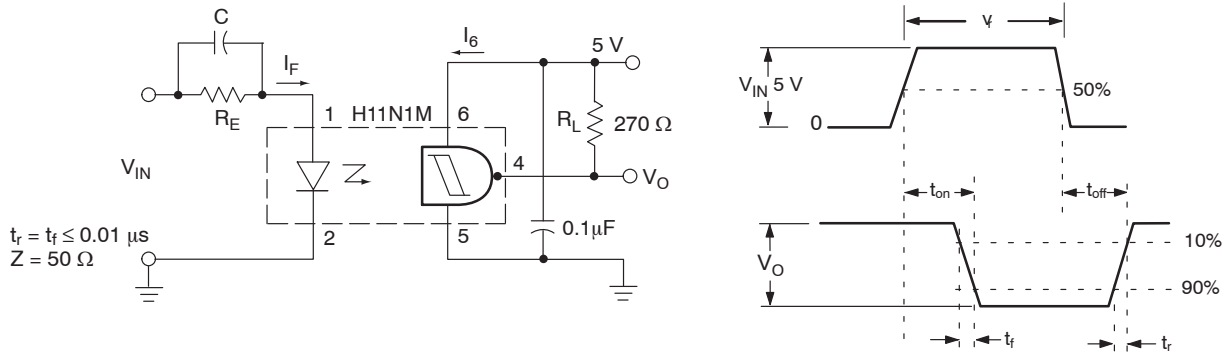 C
I_F
R_E
V_IN
t_r = t_f ≤ 0.01 µs
Z = 50 Ω
1
H11N1M
6
2
5
4
I_6
5 V
R_L
270 Ω
V_O
0.1µF
V_IN 5 V
0
50%
t_on
t_off
V_O
10%
90%
t_f
t_r